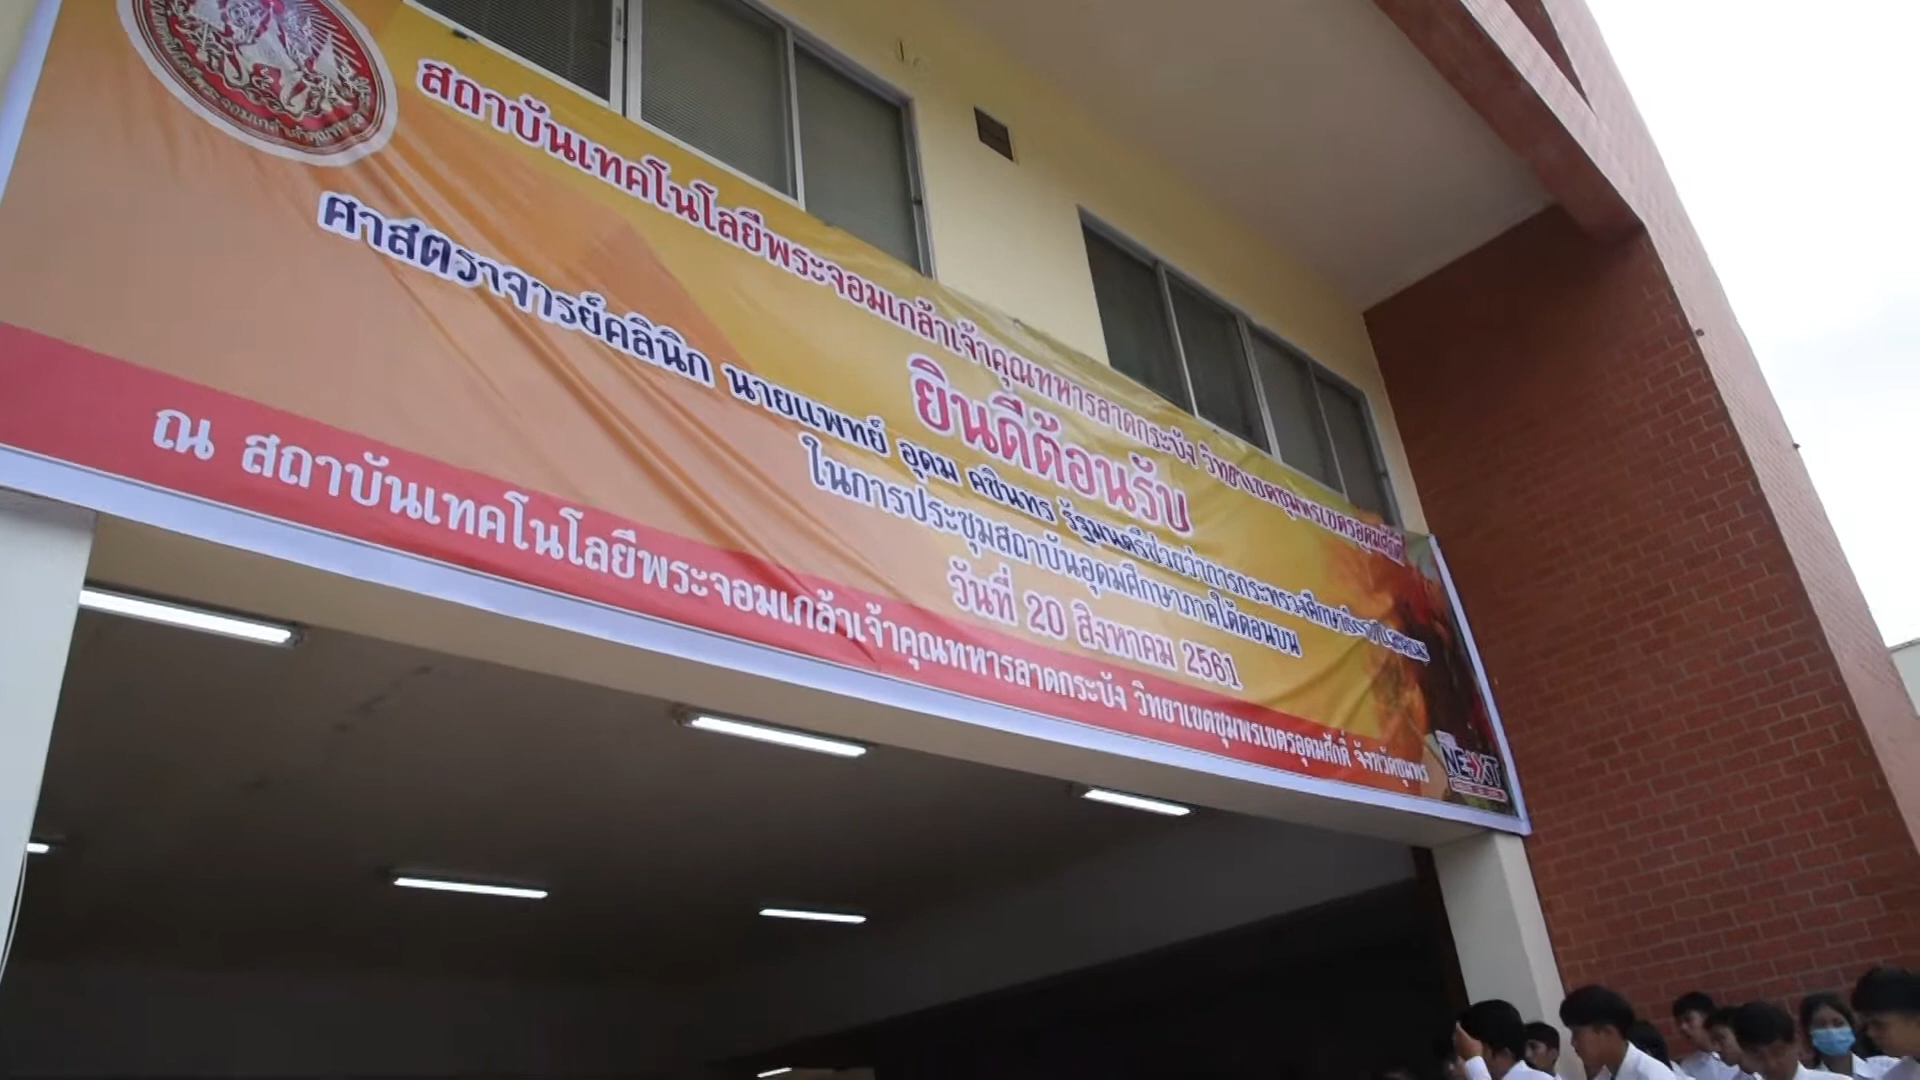 สถาบันเทคโนโลยีพระจอมเกล้าเจ้าคุณทหารลาดกระบัง วิทยาเขตชุมพรเขตรอุดมศักดิ์
ยินดีต้อนรับ
ศาสตราจารย์คลินิก นายแพทย์ อุดม คชินทร รัฐมนตรีช่วยว่าการกระทรวงศึกษาธิการ
ในการประชุมสถาบันอุดมศึกษาภาคใต้ตอนบน
วันที่ 20 สิงหาคม 2561
ณ สถาบันเทคโนโลยีพระจอมเกล้าเจ้าคุณทหารลาดกระบัง วิทยาเขตชุมพรเขตรอุดมศักดิ์ จังหวัดชุมพร
NEXT